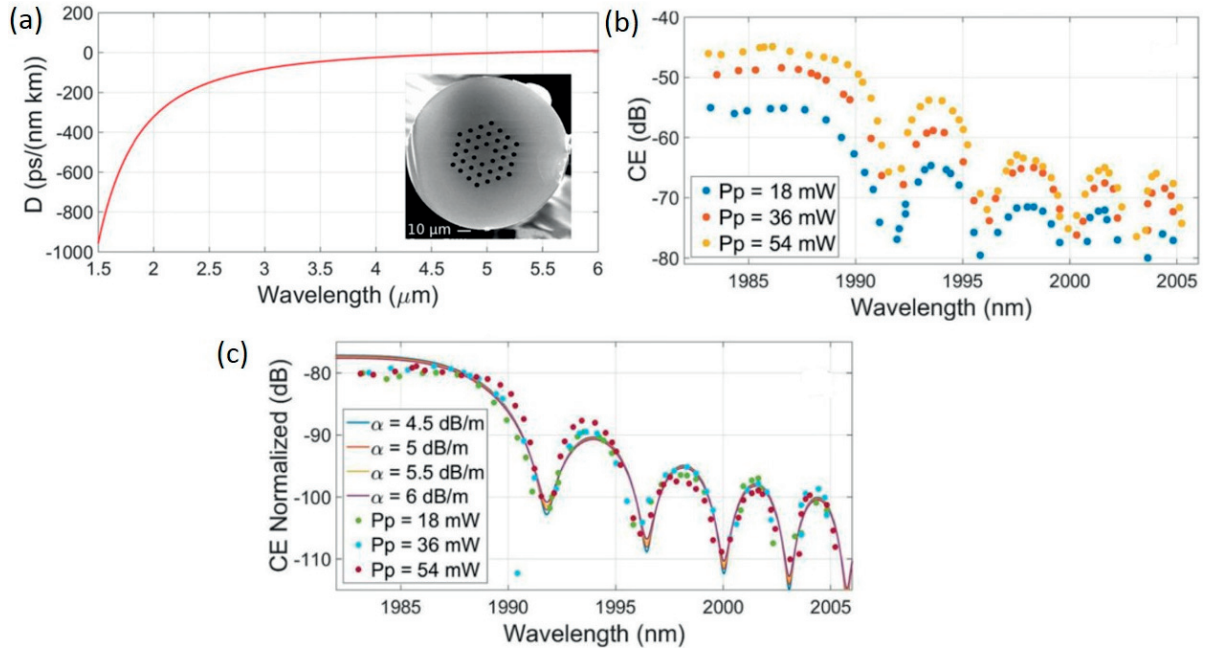 (a)
200
0
-200
-400
-600
-800
-1000
D (ps/(nm km))
10 μm
1.5 2 2.5 3 3.5 4 4.5 5 5.5 6
Wavelength (μm)
(b)
-40
-50
-60
-70
-80
CE (dB)
Pp = 18 mW
Pp = 36 mW
Pp = 54 mW
1985 1990 1995 2000 2005
Wavelength (nm)
(c)
-80
-90
-100
-110
CE Normalized (dB)
α = 4.5 dB/m
α = 5 dB/m
α = 5.5 dB/m
α = 6 dB/m
Pp = 18 mW
Pp = 36 mW
Pp = 54 mW
1985 1990 1995 2000 2005
Wavelength (nm)